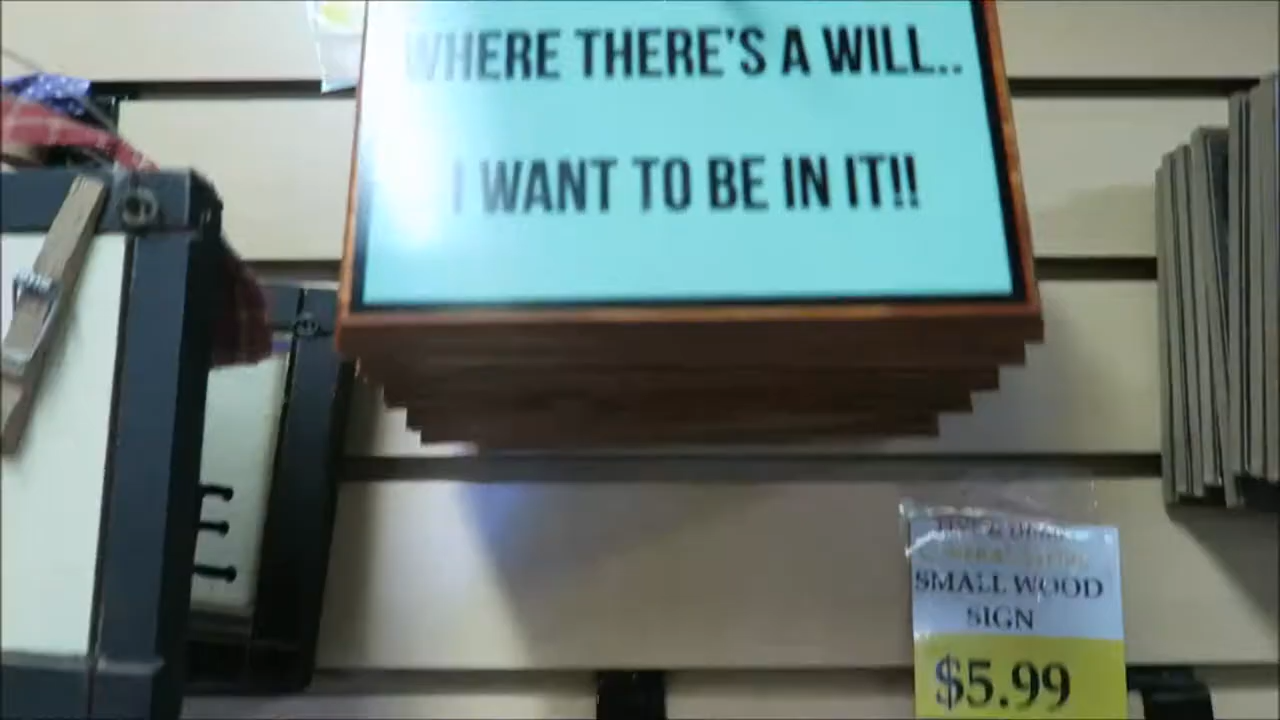 WHERE THERE'S A WILL..
I WANT TO BE IN IT!!
SMALL WOOD
SIGN
$5.99